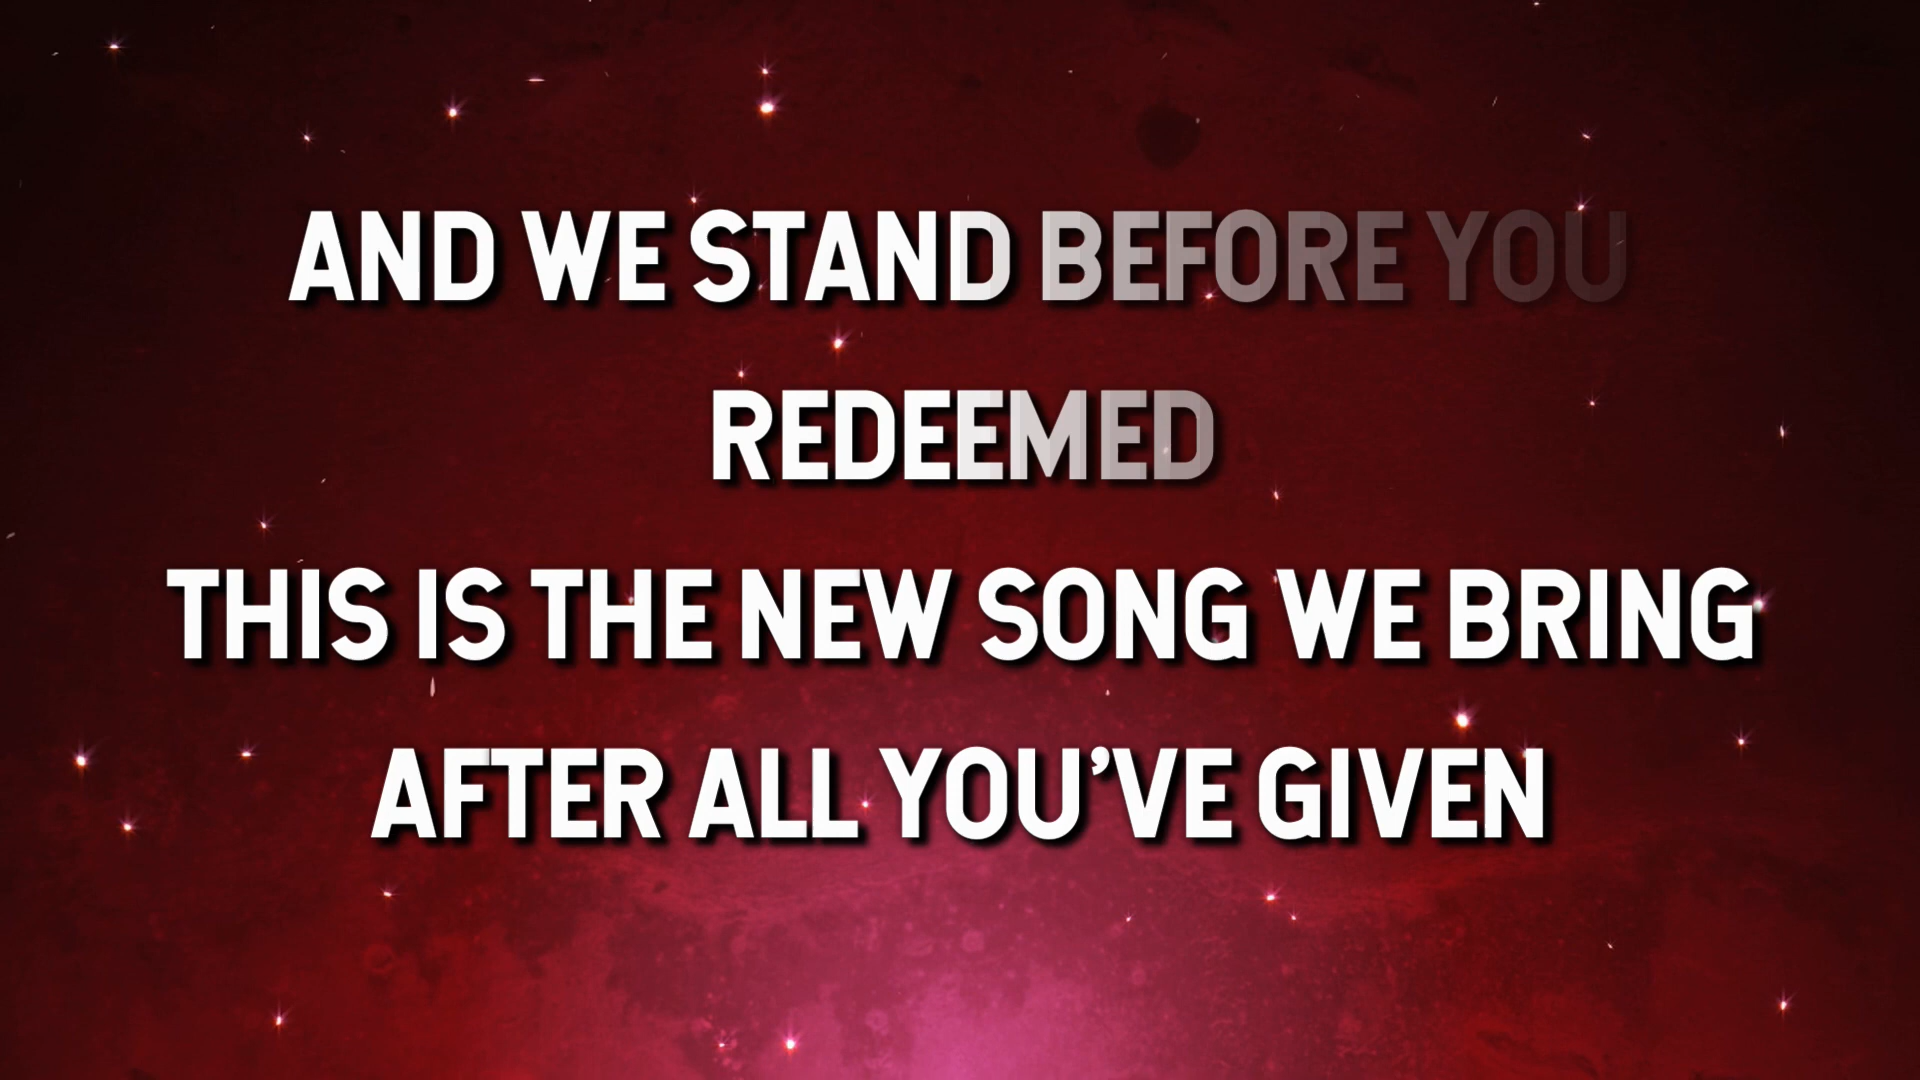 AND WE STAND BEFORE YOU
REDEEMED
THIS IS THE NEW SONG WE BRING
AFTER ALL YOU’VE GIVEN